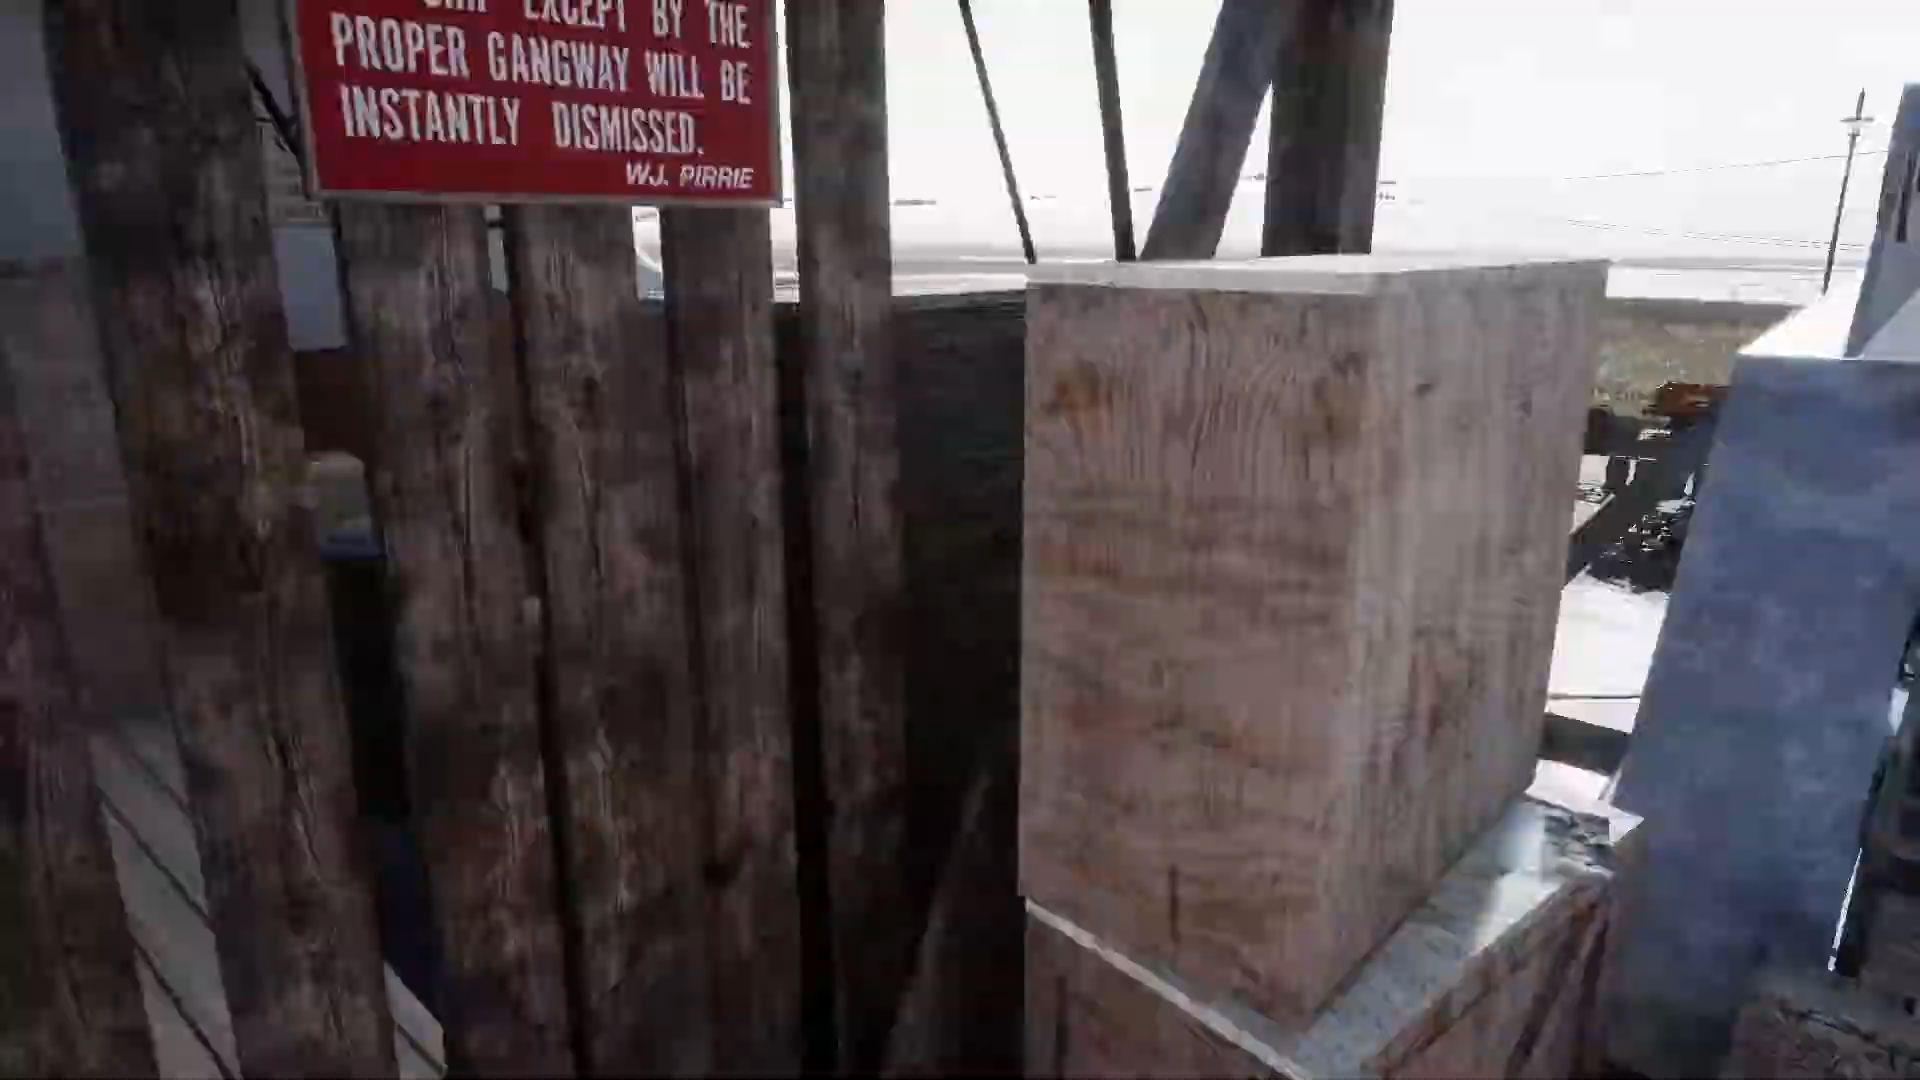 EXCEPT BY THE
PROPER GANGWAY WILL BE
INSTANTLY DISMISSED.
W.J. PIRRIE